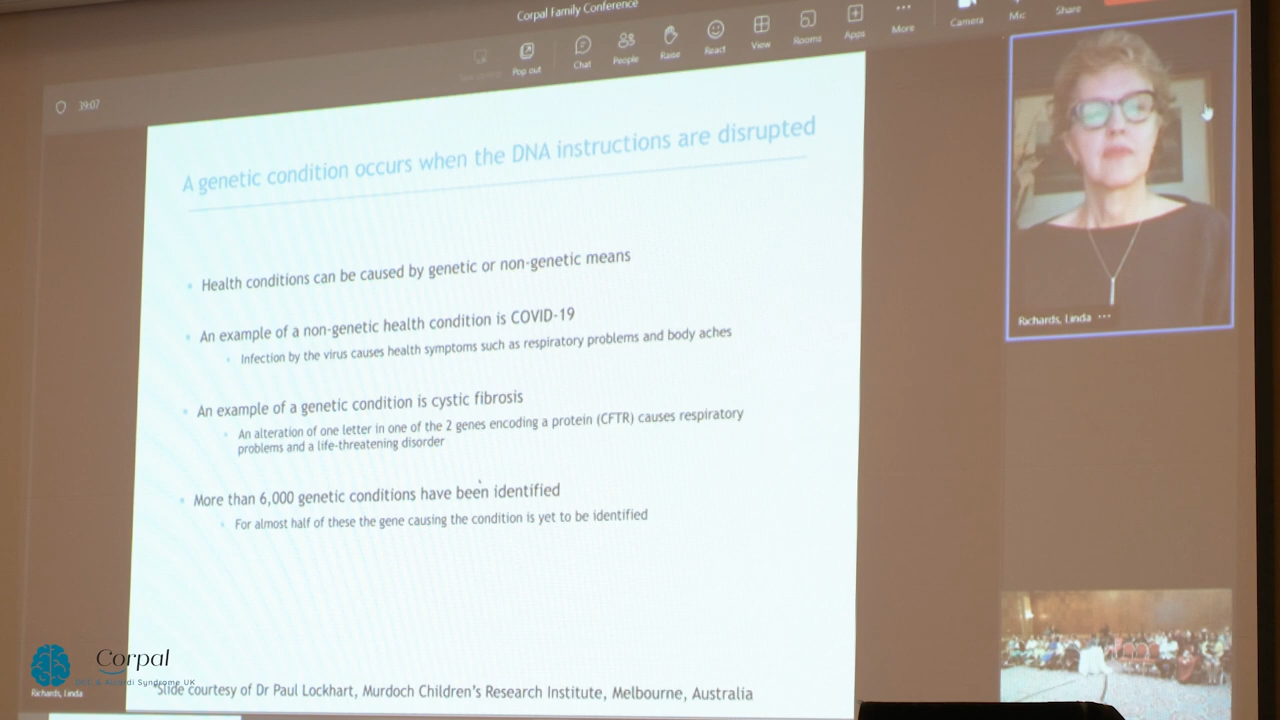 Corpal Family Conference
39:07
Pop out
Chat
People
Raise
React
View
Rooms
Apps
More
Camera
Mic
Share
A genetic condition occurs when the DNA instructions are disrupted
Health conditions can be caused by genetic or non-genetic means
An example of a non-genetic health condition is COVID-19
Infection by the virus causes health symptoms such as respiratory problems and body aches
An example of a genetic condition is cystic fibrosis
An alteration of one letter in one of the 2 genes encoding a protein (CFTR) causes respiratory
problems and a life-threatening disorder
More than 6,000 genetic conditions have been identified
For almost half of these the gene causing the condition is yet to be identified
Richards, Linda
Corpal
& Aicardi Syndrome UK
Richards, Linda
Slide courtesy of Dr Paul Lockhart, Murdoch Children's Research Institute, Melbourne, Australia